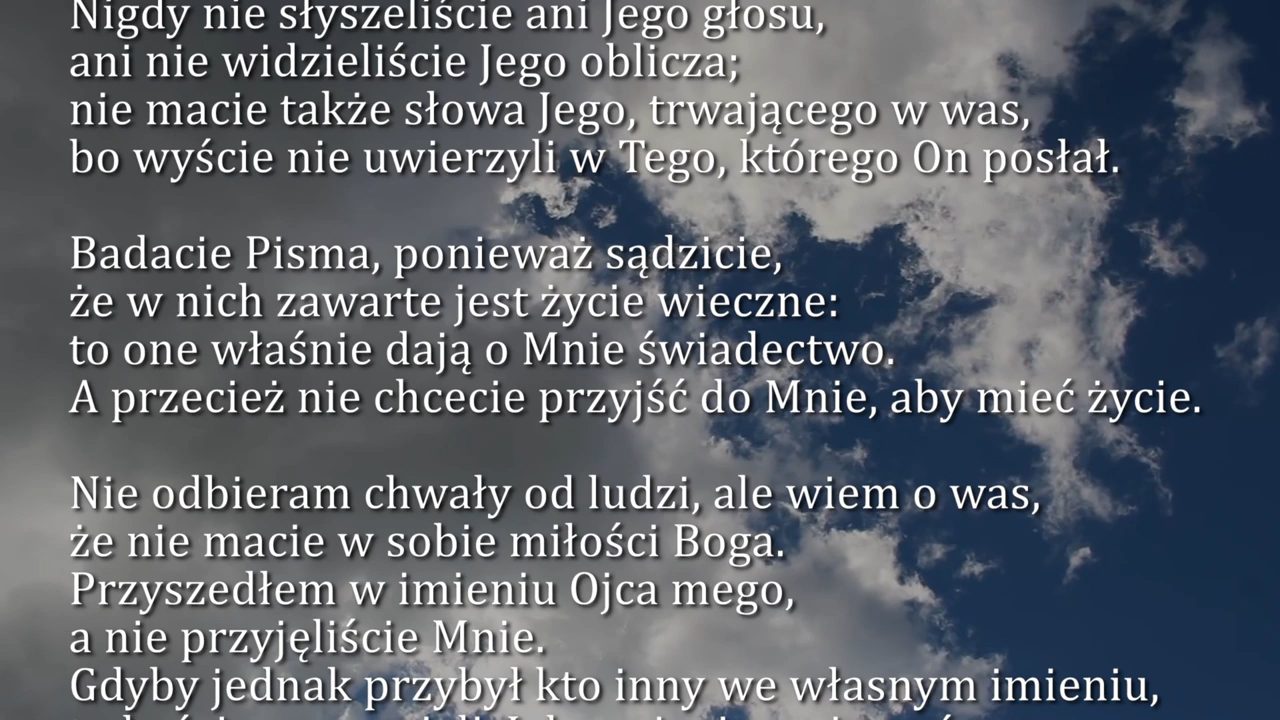 Nigdy nie słyszeliście ani Jego głosu,
ani nie widzieliście Jego oblicza;
nie macie także słowa Jego, trwającego w was,
bo wyście nie uwierzyli w Tego, którego On posłał.
Badacie Pisma, ponieważ sądzicie,
że w nich zawarte jest życie wieczne:
to one właśnie dają o Mnie świadectwo.
A przecież nie chcecie przyjść do Mnie, aby mieć życie.
Nie odbieram chwały od ludzi, ale wiem o was,
że nie macie w sobie miłości Boga.
Przyszedłem w imieniu Ojca mego,
a nie przyjęliście Mnie.
Gdyby jednak przybył kto inny we własnym imieniu,